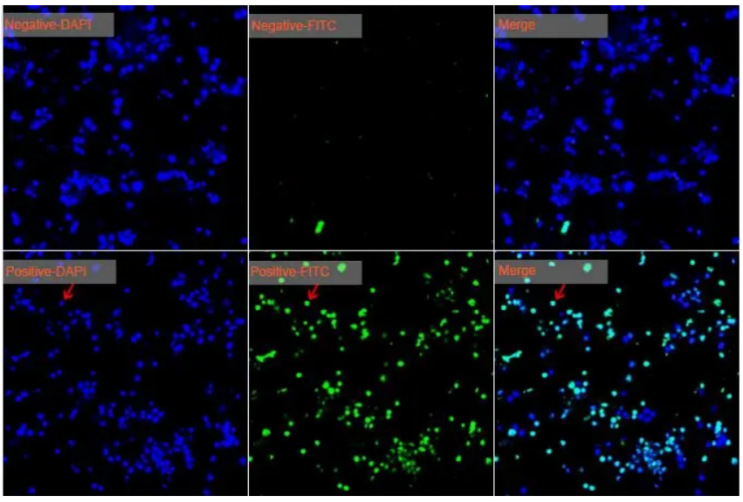 Negative-DAPI
Negative-FITC
Merge
Positive-DAPI
Positive-FITC
Merge